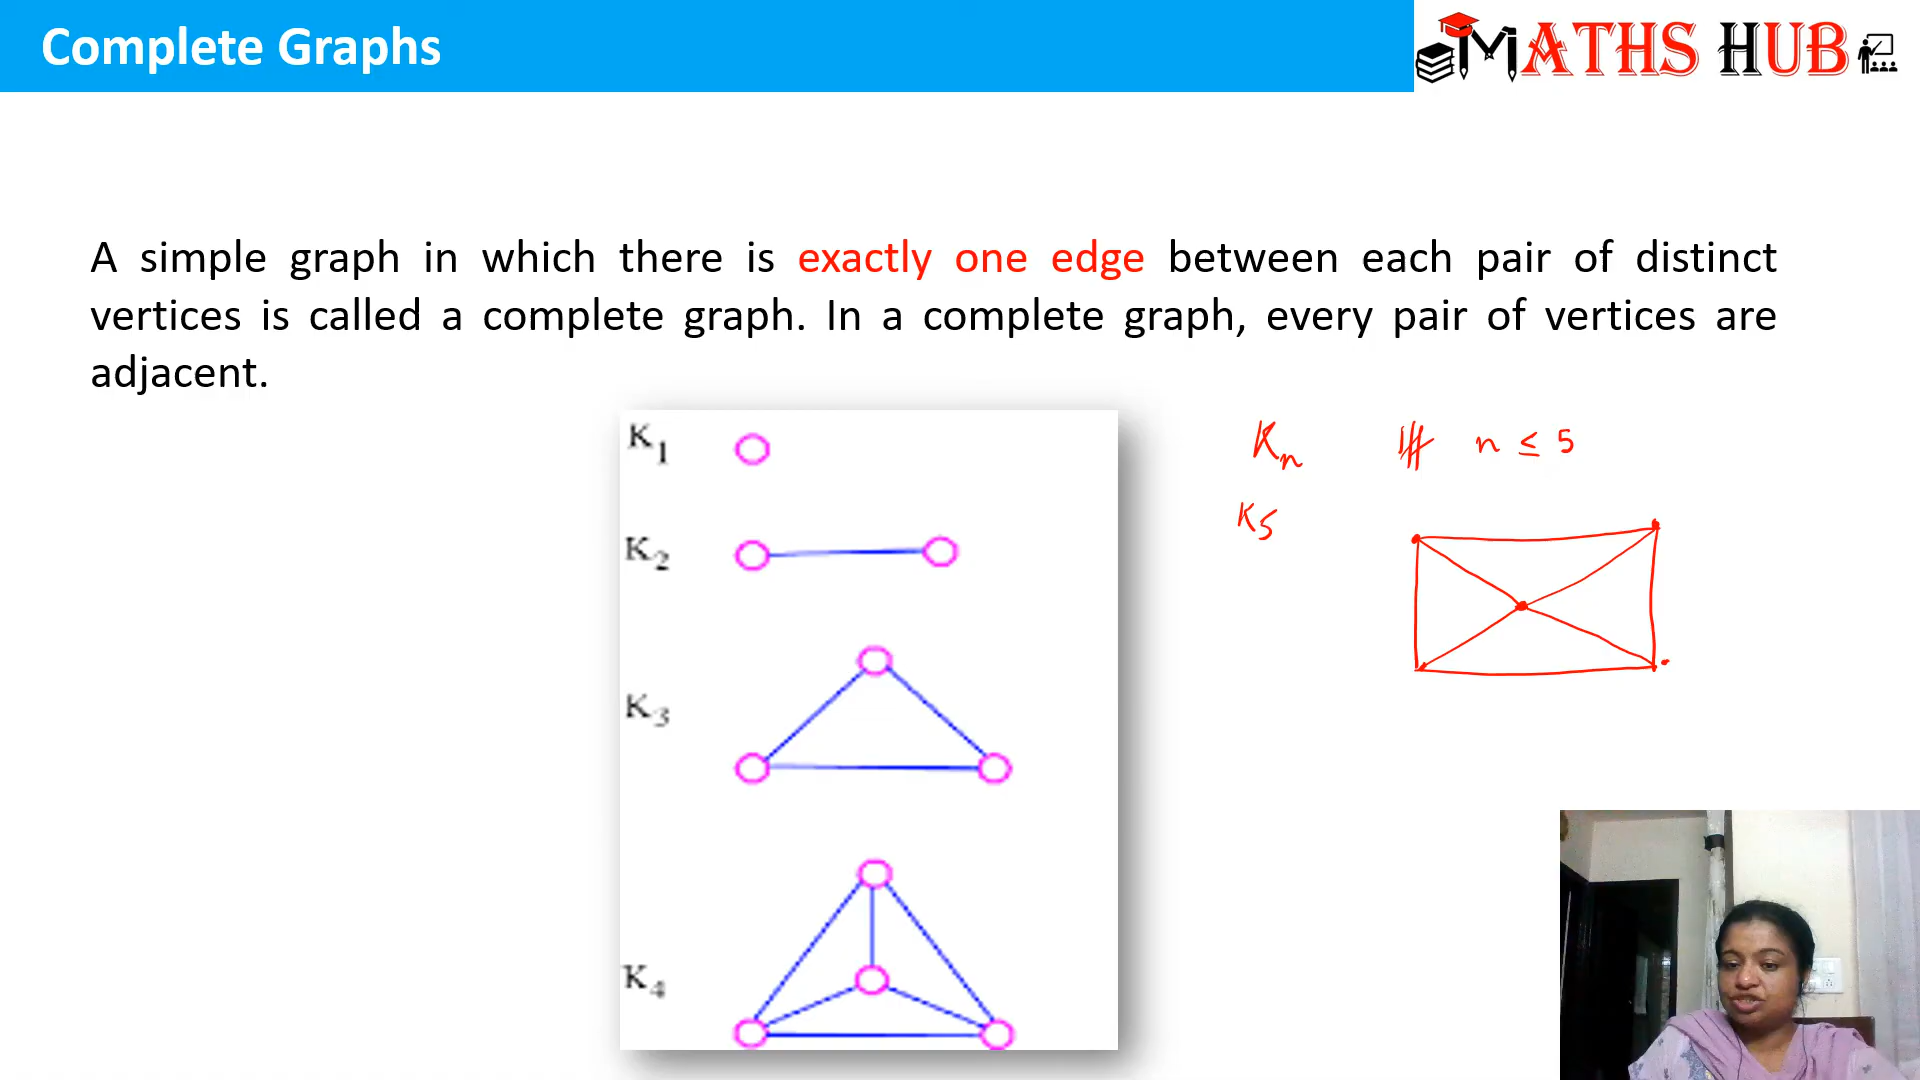 Complete Graphs
MATHS HUB
A simple graph in which there is exactly one edge between each pair of distinct
vertices is called a complete graph. In a complete graph, every pair of vertices are
adjacent.
K1
K2
K3
K4
Kn iff n ≤ 5
K5